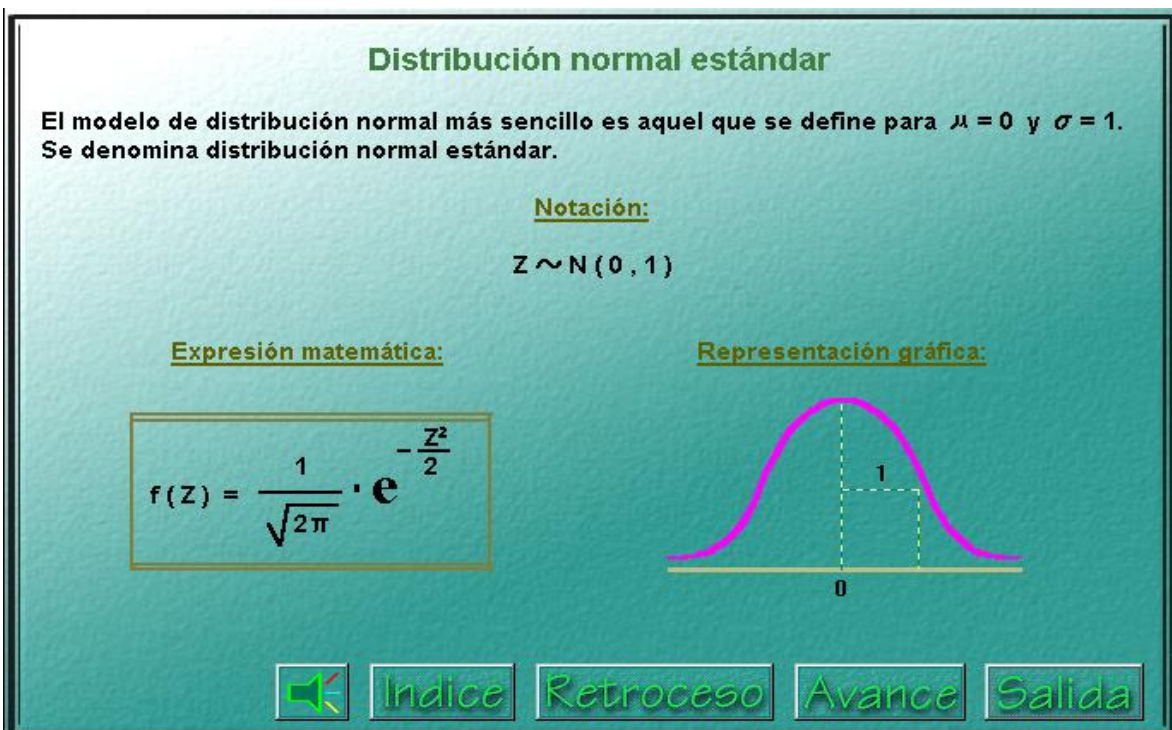 Distribución normal estándar
El modelo de distribución normal más sencillo es aquel que se define para μ = 0 y σ = 1.
Se denomina distribución normal estándar.
Notación:
Z ~ N ( 0 , 1 )
Expresión matemática:
f ( Z ) = 1 / √2π · e^(-Z²/2)
Representación gráfica:
1
0
Indice Retroceso Avance Salida